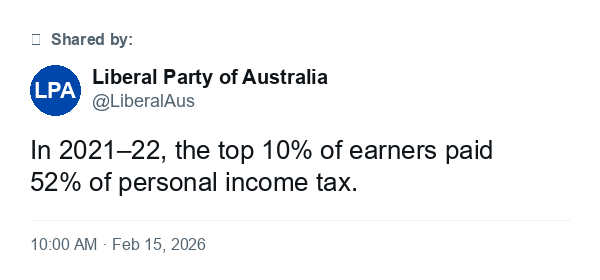 Shared by:
LPA
Liberal Party of Australia
@LiberalAus
In 2021–22, the top 10% of earners paid
52% of personal income tax.
10:00 AM · Feb 15, 2026